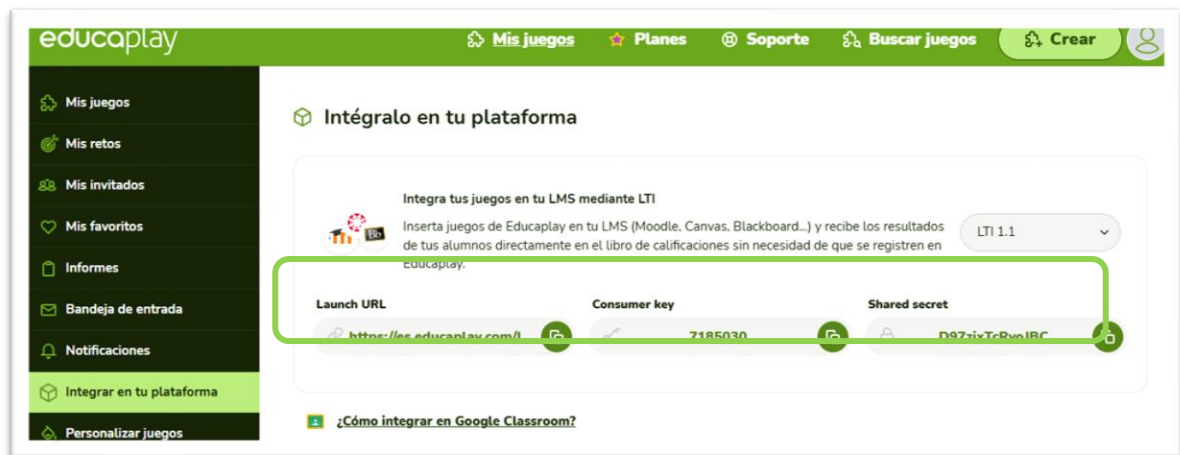 educaplay
Mis juegos Planes Soporte Buscar juegos Crear
Mis juegos
Mis retos
Mis invitados
Mis favoritos
Informes
Bandeja de entrada
Notificaciones
Integrar en tu plataforma
Personalizar juegos
Intégralo en tu plataforma
Integra tus juegos en tu LMS mediante LTI
Inserta juegos de Educaplay en tu LMS (Moodle, Canvas, Blackboard...) y recibe los resultados
de tus alumnos directamente en el libro de calificaciones sin necesidad de que se registren en
Educaplay.
LTI 1.1
Launch URL Consumer key Shared secret
https://es.educaplay.com/l 7185030
¿Cómo integrar en Google Classroom?